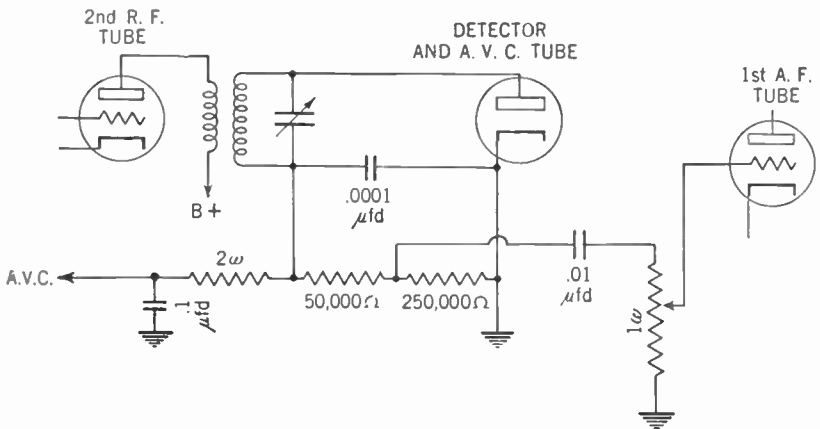 2nd R. F.
TUBE
DETECTOR
AND A. V. C. TUBE
1st A. F.
TUBE
B+
.0001
µfd
A.V.C.
2ω
.1
µfd
50,000Ω
250,000Ω
.01
µfd
1ω